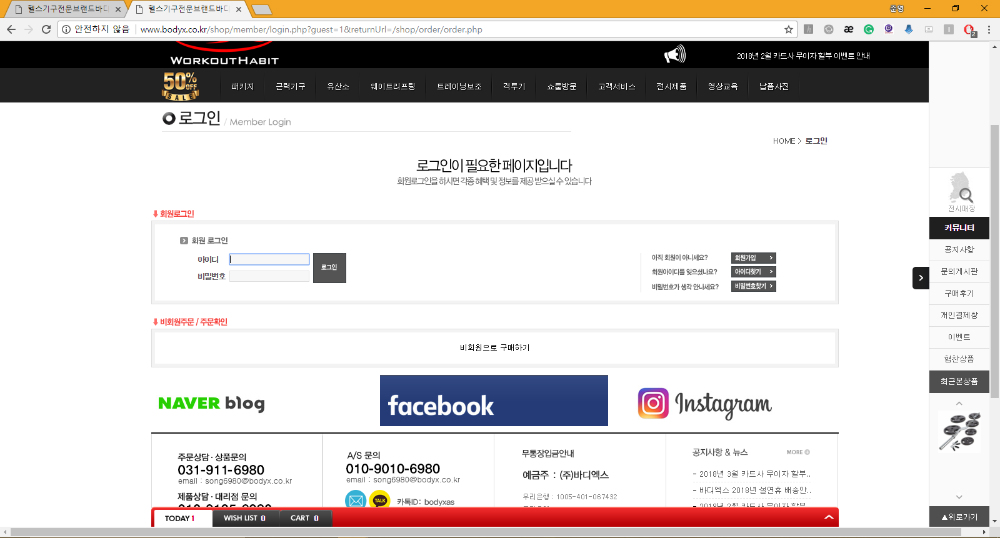 헬스기구전문브랜드바디
헬스기구전문브랜드바디
준영
안전하지 않음
www.bodyx.co.kr/shop/member/login.php?guest=1&returnUrl=/shop/order/order.php
2
WORKOUTHABIT
2018년 2월 카드사 무이자 할부 이벤트 안내
50% OFF
SALE
패키지
근력기구
유산소
웨이트리프팅
트레이닝보조
격투기
쇼룸방문
고객서비스
전시제품
영상교육
납품사진
로그인 / Member Login
HOME > 로그인
로그인이 필요한 페이지입니다
회원로그인을 하시면 각종 혜택 및 정보를 제공 받으실 수 있습니다
회원로그인
회원 로그인
아이디
비밀번호
로그인
아직 회원이 아니세요?
회원가입
회원아이디를 잊으셨나요?
아이디찾기
비밀번호가 생각 안나세요?
비밀번호찾기
비회원주문 / 주문확인
비회원으로 구매하기
NAVER blog
facebook
Instagram
주문상담 · 상품문의
031-911-6980
email : song6980@bodyx.co.kr
제품상담 · 대리점 문의
A/S 문의
010-9010-6980
email : song6980@bodyx.co.kr
TALK
카톡ID: bodyxas
무통장입금안내
예금주 : (주)바디엑스
우리은행 : 1005-401-067432
공지사항 & 뉴스
MORE
- 2018년 3월 카드사 무이자 할부..
- 바디엑스 2018년 설연휴 배송안..
- 2018년 2월 카드사 무이자 할부..
TODAY 1
WISH LIST 0
CART 0
전시매장
커뮤니티
공지사항
문의게시판
구매후기
개인결제창
이벤트
협찬상품
최근본상품
▲위로가기